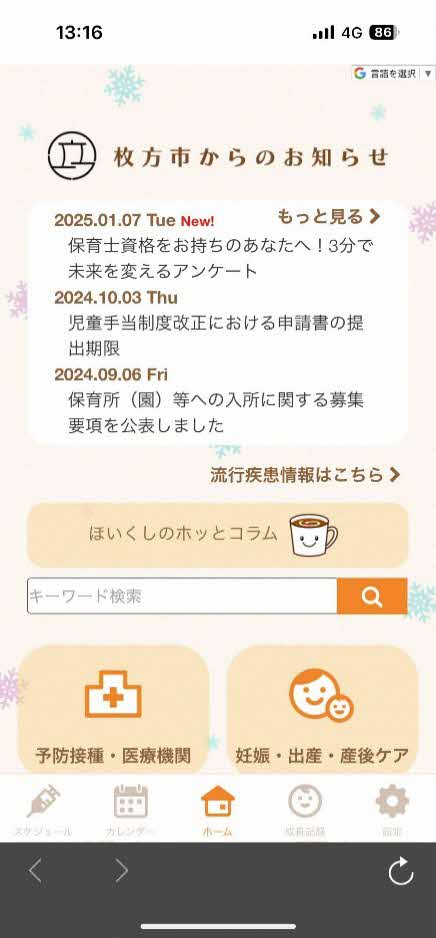 13:16
4G 86
言語を選択 ▼
枚方市からのお知らせ
2025.01.07 Tue New! もっと見る
保育士資格をお持ちのあなたへ！3分で
未来を変えるアンケート
2024.10.03 Thu
児童手当制度改正における申請書の提
出期限
2024.09.06 Fri
保育所（園）等への入所に関する募集
要項を公表しました
流行疾患情報はこちら
ほいくしのホッとコラム
キーワード検索
予防接種・医療機関 妊娠・出産・産後ケア
スケジュール カレンダー ホーム 成長記録 設定